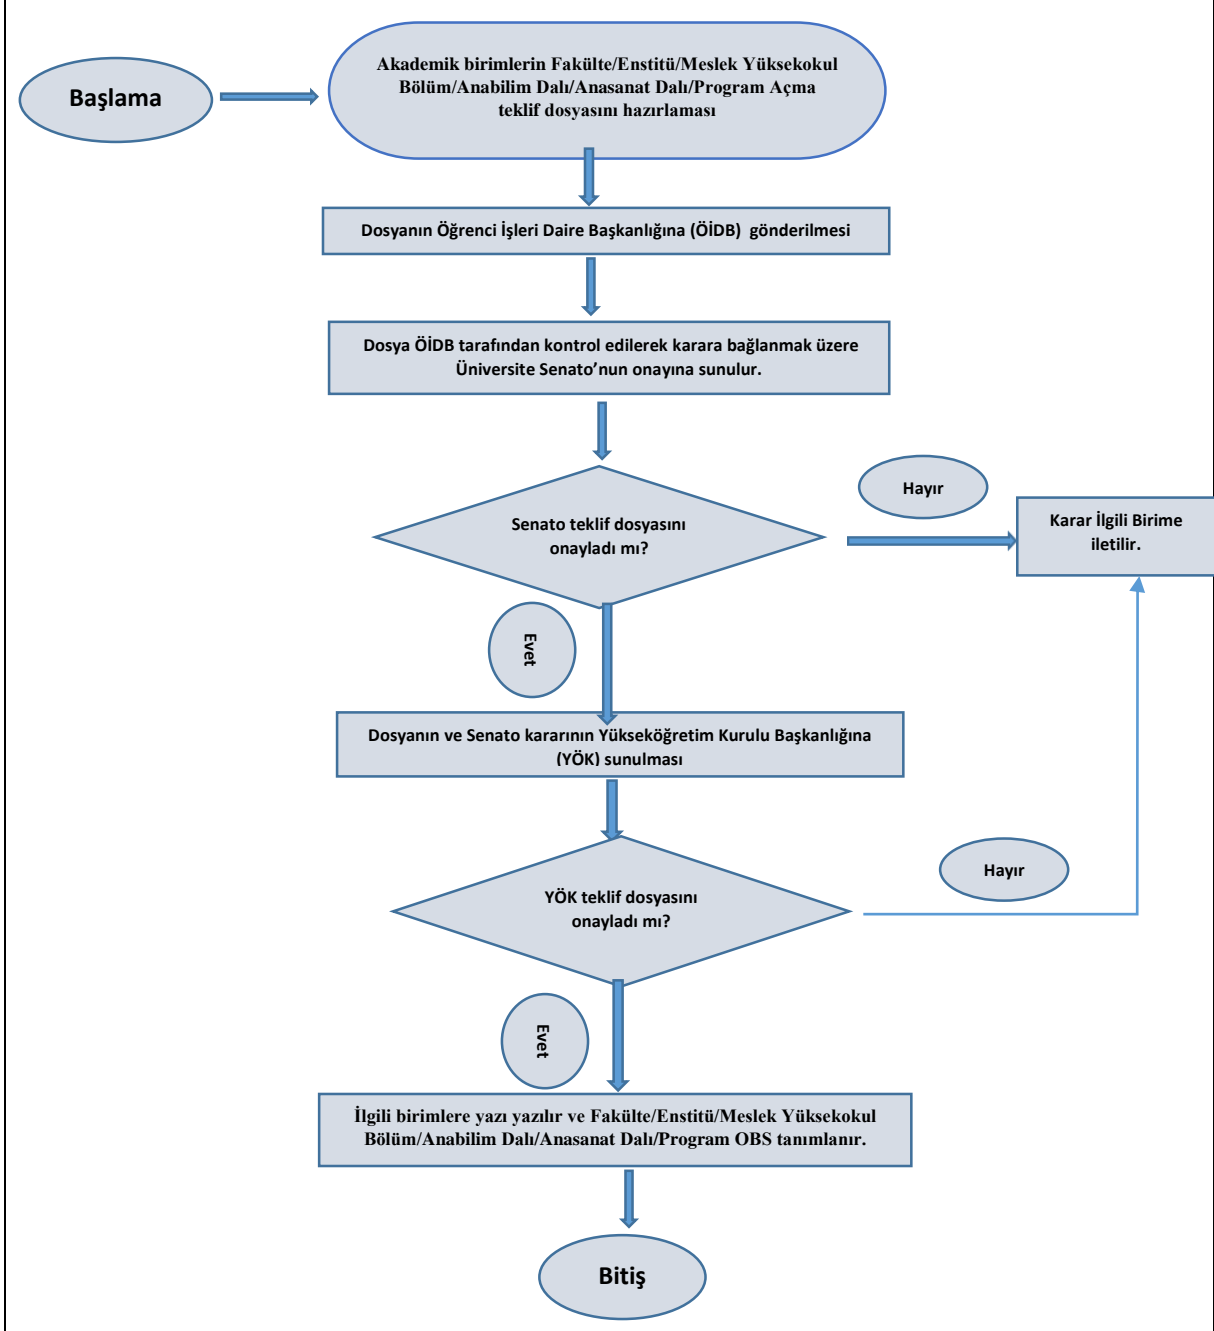 Başlama
Akademik birimlerin Fakülte/Enstitü/Meslek Yüksekokul
Bölüm/Anabilim Dalı/Anasanat Dalı/Program Açma
teklif dosyasını hazırlaması
Dosyanın Öğrenci İşleri Daire Başkanlığına (ÖİDB) gönderilmesi
Dosya ÖİDB tarafından kontrol edilerek karara bağlanmak üzere
Üniversite Senato’nun onayına sunulur.
Senato teklif dosyasını
onayladı mı?
Hayır
Karar İlgili Birime
iletilir.
Evet
Dosyanın ve Senato kararının Yükseköğretim Kurulu Başkanlığına
(YÖK) sunulması
YÖK teklif dosyasını
onayladı mı?
Hayır
Evet
İlgili birimlere yazı yazılır ve Fakülte/Enstitü/Meslek Yüksekokul
Bölüm/Anabilim Dalı/Anasanat Dalı/Program OBS tanımlanır.
Bitiş